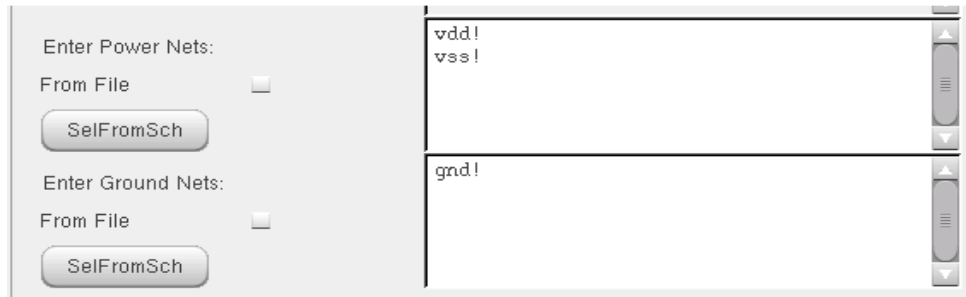 Enter Power Nets:
vdd!
vss!
From File
SelFromSch
Enter Ground Nets:
gnd!
From File
SelFromSch